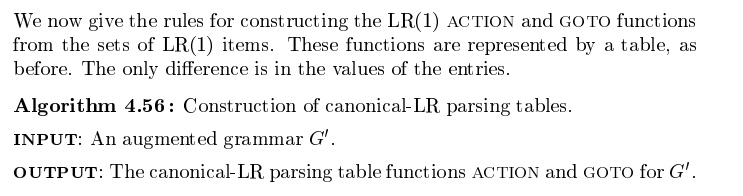 We now give the rules for constructing the LR(1) ACTION and GOTO functions
from the sets of LR(1) items. These functions are represented by a table, as
before. The only difference is in the values of the entries.
Algorithm 4.56: Construction of canonical-LR parsing tables.
INPUT: An augmented grammar G′.
OUTPUT: The canonical-LR parsing table functions ACTION and GOTO for G′.